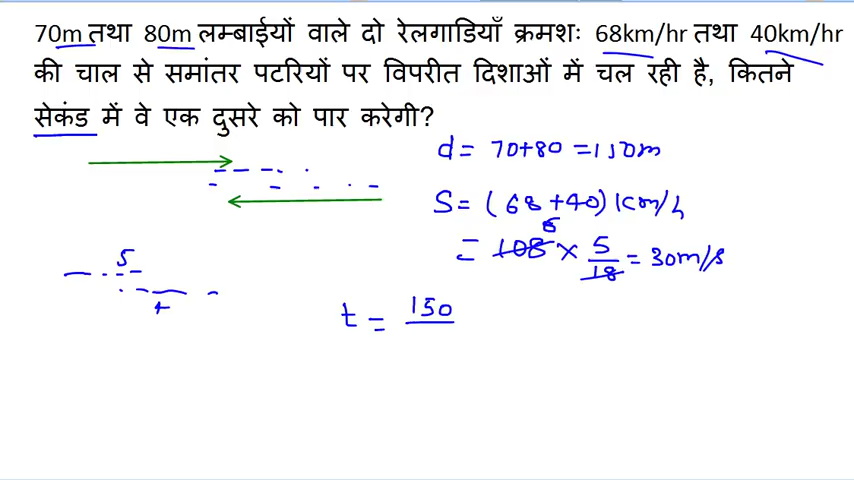 70m तथा 80m लम्बाईयों वाले दो रेलगाडियाँ क्रमशः 68km/hr तथा 40km/hr
की चाल से समांतर पटरियों पर विपरीत दिशाओं में चल रही है, कितने
सेकंड में वे एक दुसरे को पार करेगी?
d = 70+80 = 150m
S = (68 + 40) km/h
= 108 6 × 5/18 = 30m/s
S
t = 150